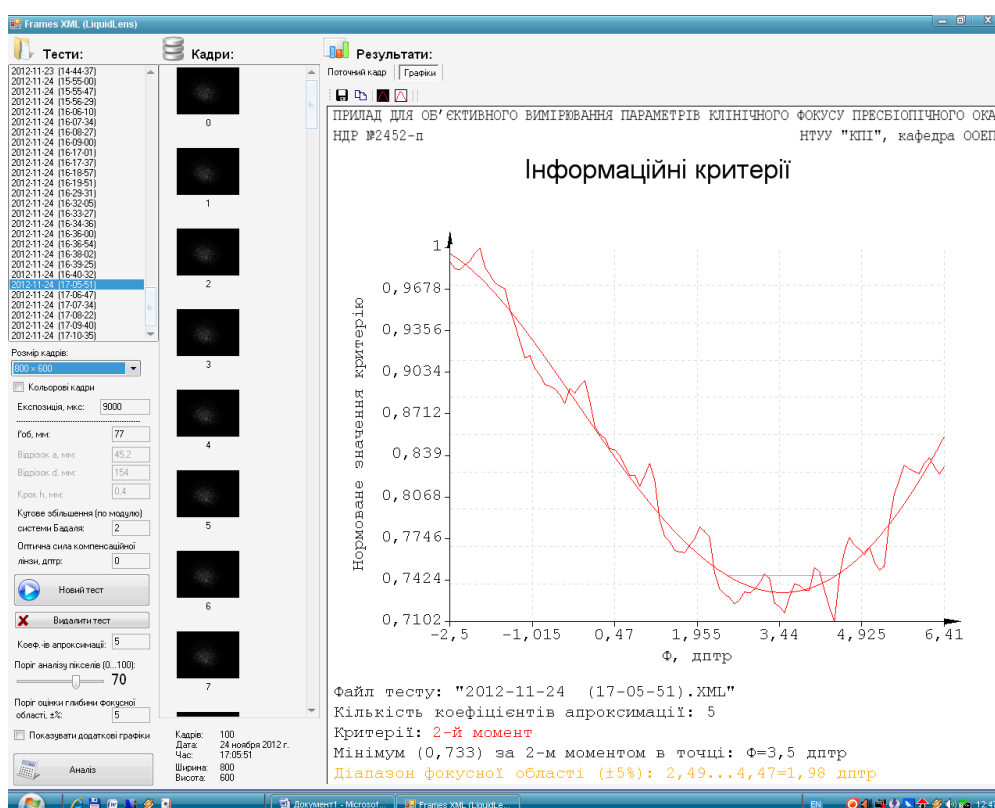 Frames XML (LiquidLens)
Тести:
2012-11-23 (14-44-37)
2012-11-24 (15-55-00)
2012-11-24 (15-55-47)
2012-11-24 (15-56-29)
2012-11-24 (16-06-10)
2012-11-24 (16-07-34)
2012-11-24 (16-08-27)
2012-11-24 (16-09-00)
2012-11-24 (16-17-01)
2012-11-24 (16-17-37)
2012-11-24 (16-18-57)
2012-11-24 (16-19-51)
2012-11-24 (16-29-31)
2012-11-24 (16-32-05)
2012-11-24 (16-33-27)
2012-11-24 (16-34-36)
2012-11-24 (16-36-00)
2012-11-24 (16-36-54)
2012-11-24 (16-38-02)
2012-11-24 (16-39-25)
2012-11-24 (16-40-32)
2012-11-24 (17-05-51)
2012-11-24 (17-06-47)
2012-11-24 (17-07-34)
2012-11-24 (17-08-22)
2012-11-24 (17-09-40)
2012-11-24 (17-10-35)
Розмір кадрів:
800 × 600
Кольорові кадри
Експозиція, мкс: 9000
f'об, мм: 77
Відрізок a, мм: 45,2
Відрізок d, мм: 154
Крок h, мм: 0,4
Кутове збільшення (по модулю)
системи Бадаля: 2
Оптична сила компенсаційної
лінзи, дптр: 0
Новий тест
Видалити тест
Коеф.-ів апроксимації: 5
Поріг аналізу пікселів (0...100):
70
Поріг оцінки глибини фокусної
області, ±%: 5
Показувати додаткові графіки
Аналіз
Кадри:
0
1
2
3
4
5
6
7
Кадрів: 100
Дата: 24 ноября 2012 г.
Час: 17:05:51
Ширина: 800
Висота: 600
Результати:
Поточний кадр Графіки
ПРИЛАД ДЛЯ ОБ'ЄКТИВНОГО ВИМІРЮВАННЯ ПАРАМЕТРІВ КЛІНІЧНОГО ФОКУСУ ПРЕСБІОПІЧНОГО ОКА
НДР №2452-п НТУУ "КПІ", кафедра ООЕП
Інформаційні критерії
Нормоване значення критерію
1
0,9678
0,9356
0,9034
0,8712
0,839
0,8068
0,7746
0,7424
0,7102
-2,5 -1,015 0,47 1,955 3,44 4,925 6,41
Ф, дптр
Файл тесту: "2012-11-24 (17-05-51).XML"
Кількість коефіцієнтів апроксимації: 5
Критерії: 2-й момент
Мінімум (0,733) за 2-м моментом в точці: Ф=3,5 дптр
Діапазон фокусної області (±5%): 2,49...4,47=1,98 дптр
Документ1 - Microsof... Frames XML (LiquidLe... EN